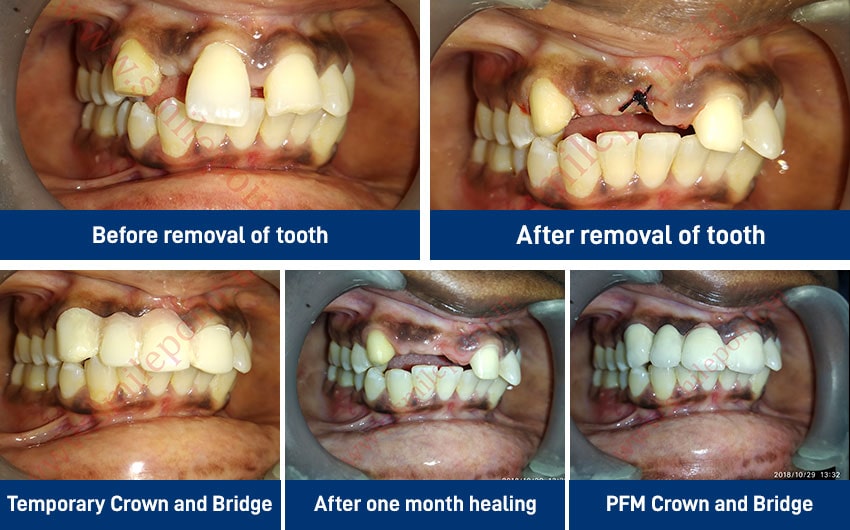 Before removal of tooth
After removal of tooth
Temporary Crown and Bridge
After one month healing
PFM Crown and Bridge
2018/10/29 13:32